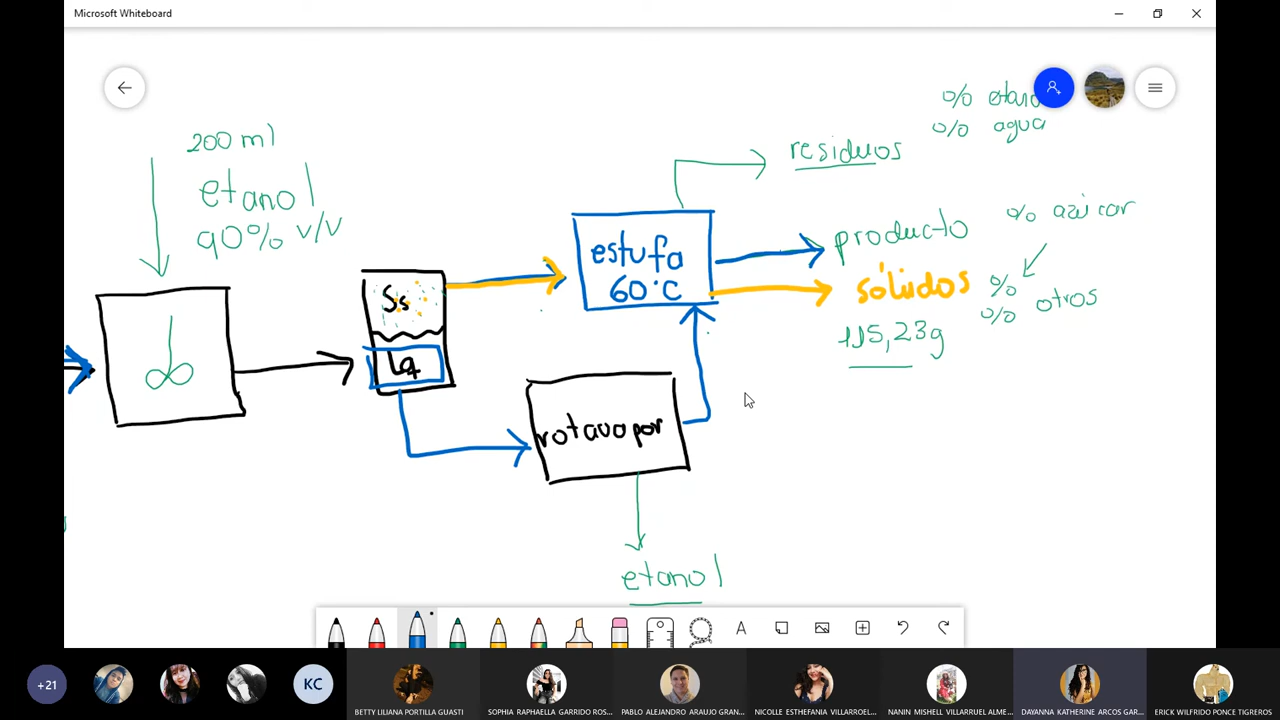 Microsoft Whiteboard
% etano
% agua
200 ml
etanol
90% v/v
residuos
producto
% azúcar
sólidos
%
% otros
115,23g
estufa
60°C
Ss
Lq
rotavapor
etanol
A
+21
KC
BETTY LILIANA PORTILLA GUASTI
SOPHIA RAPHAELLA GARRIDO ROS...
PABLO ALEJANDRO ARAUJO GRAN...
NICOLLE ESTHEFANIA VILLARROEL...
NANIN MISHELL VILLARRUEL ALME...
DAYANNA KATHERINE ARCOS GAR...
ERICK WILFRIDO PONCE TIGREROS